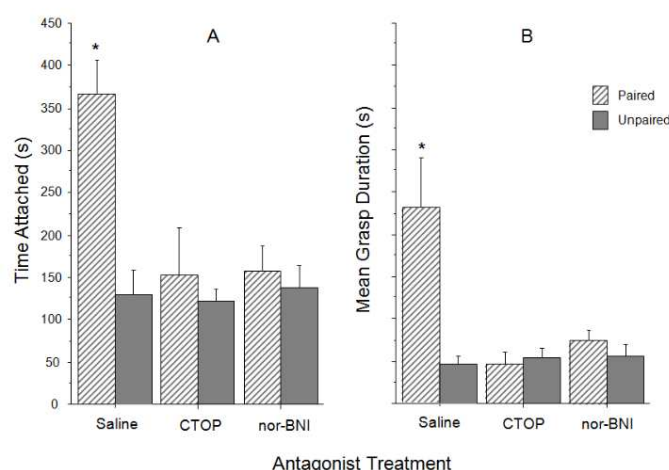 A
B
450
400
350
300
250
200
150
100
50
0
Time Attached (s)
Mean Grasp Duration (s)
*
*
Paired
Unpaired
Saline CTOP nor-BNI
Saline CTOP nor-BNI
Antagonist Treatment